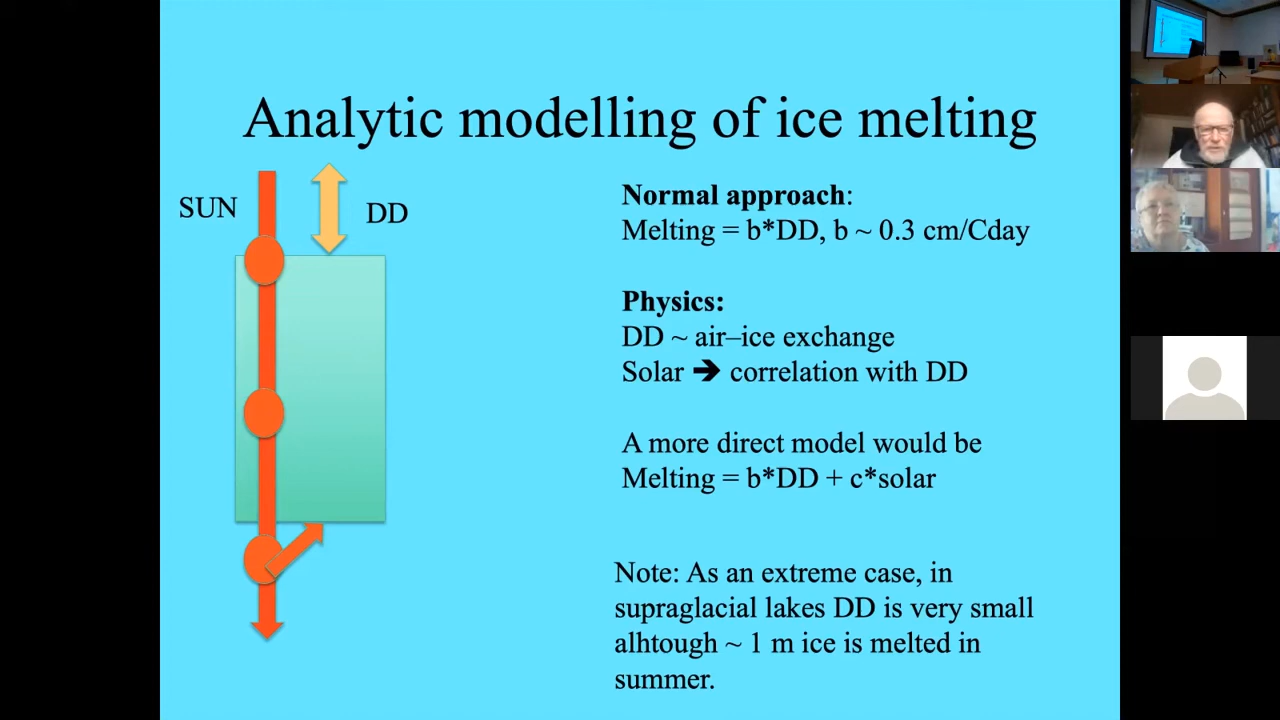 Analytic modelling of ice melting
SUN
DD
Normal approach:
Melting = b*DD, b ~ 0.3 cm/Cday
Physics:
DD ~ air–ice exchange
Solar ➔ correlation with DD
A more direct model would be
Melting = b*DD + c*solar
Note: As an extreme case, in
supraglacial lakes DD is very small
alhtough ~ 1 m ice is melted in
summer.